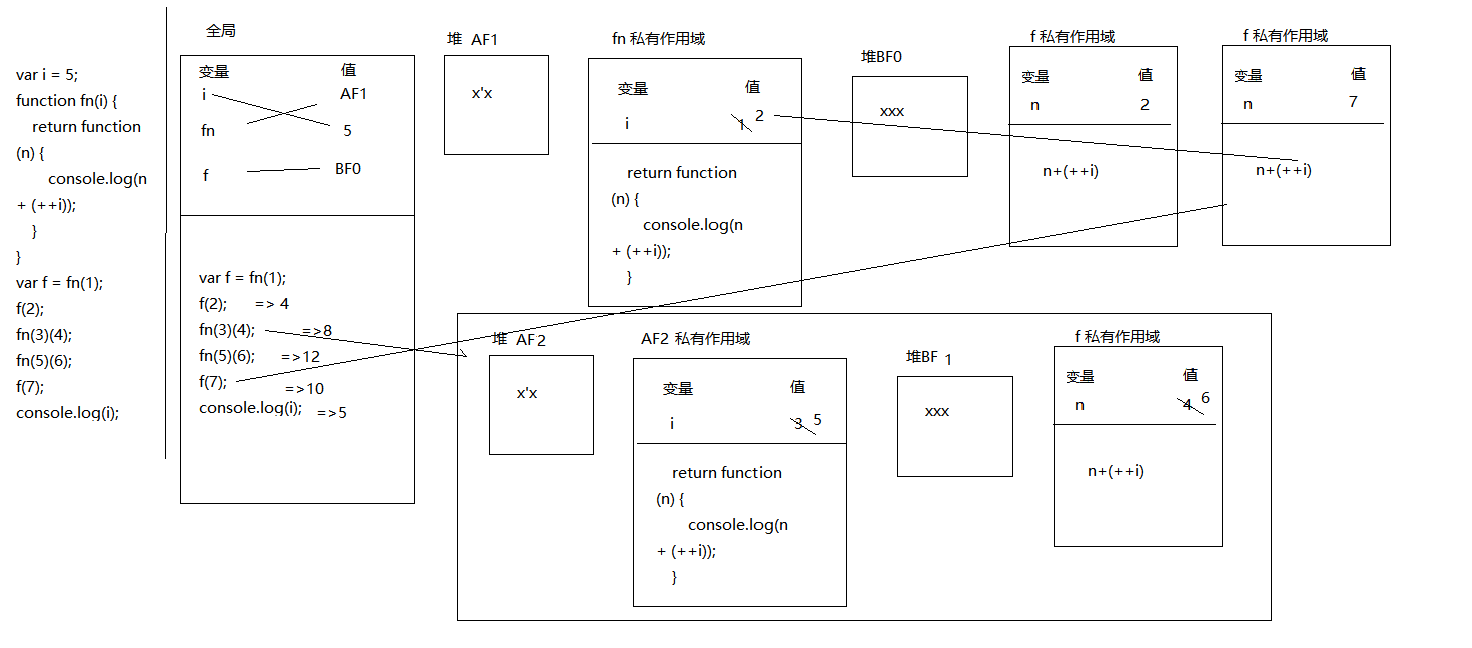 var i = 5;
function fn(i) {
return function
(n) {
console.log(n
+ (++i));
}
}
var f = fn(1);
f(2);
fn(3)(4);
fn(5)(6);
f(7);
console.log(i);
全局
变量 值
i AF1
fn 5
f BF0
var f = fn(1);
f(2); => 4
fn(3)(4); =>8
fn(5)(6); =>12
f(7); =>10
console.log(i); =>5
堆 AF1
x'x
fn 私有作用域
变量 值
i 1 2
return function
(n) {
console.log(n
+ (++i));
}
堆BF0
xxx
f 私有作用域
变量 值
n 2
n+(++i)
f 私有作用域
变量 值
n 7
n+(++i)
堆 AF2
x'x
AF2 私有作用域
变量 值
i 3 5
return function
(n) {
console.log(n
+ (++i));
}
堆BF 1
xxx
f 私有作用域
变量 值
n 4 6
n+(++i)